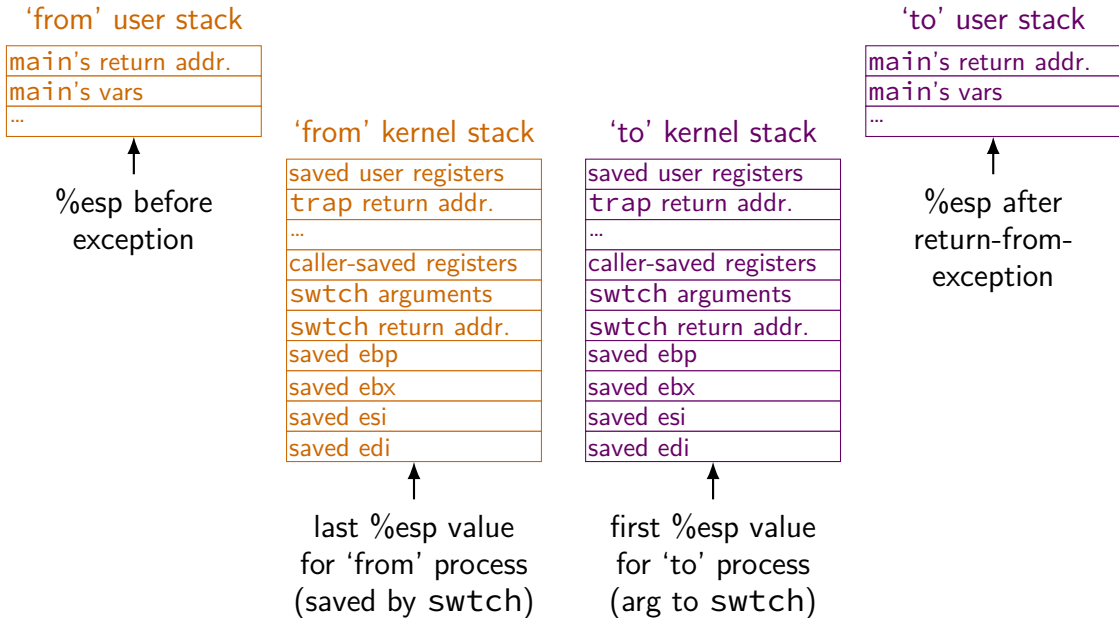 ‘from’ user stack
main's return addr.
main's vars
...
%esp before
exception
‘from’ kernel stack
saved user registers
trap return addr.
...
caller-saved registers
swtch arguments
swtch return addr.
saved ebp
saved ebx
saved esi
saved edi
last %esp value
for ‘from’ process
(saved by swtch)
‘to’ kernel stack
saved user registers
trap return addr.
...
caller-saved registers
swtch arguments
swtch return addr.
saved ebp
saved ebx
saved esi
saved edi
first %esp value
for ‘to’ process
(arg to swtch)
‘to’ user stack
main's return addr.
main's vars
...
%esp after
return-from-
exception